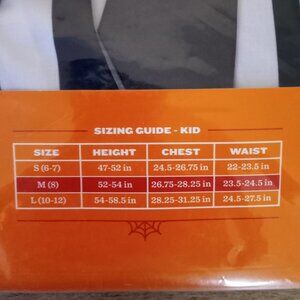 SIZING GUIDE - KID
SIZE HEIGHT CHEST WAIST
S (6-7) 47-52 in 24.5-26.75 in 22-23.5 in
M (8) 52-54 in 26.75-28.25 in 23.5-24.5 in
L (10-12) 54-58.5 in 28.25-31.25 in 24.5-27.5 in